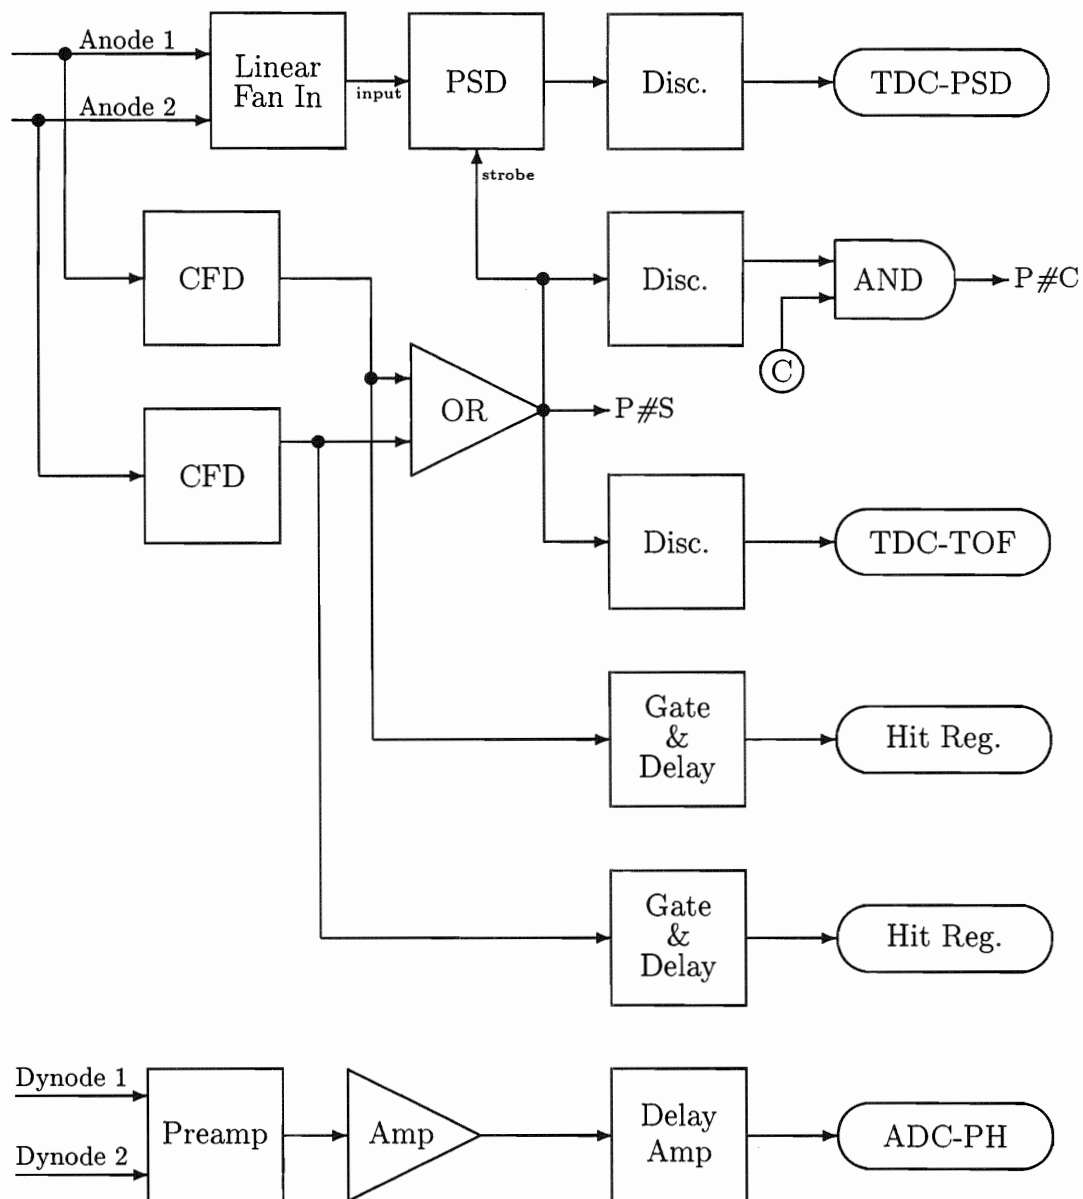 Anode 1
Linear
Fan In
input
PSD
Disc.
TDC-PSD
Anode 2
strobe
CFD
Disc.
AND
P#C
C
OR
P#S
CFD
Disc.
TDC-TOF
Gate
&
Delay
Hit Reg.
Gate
&
Delay
Hit Reg.
Dynode 1
Preamp
Amp
Delay
Amp
ADC-PH
Dynode 2